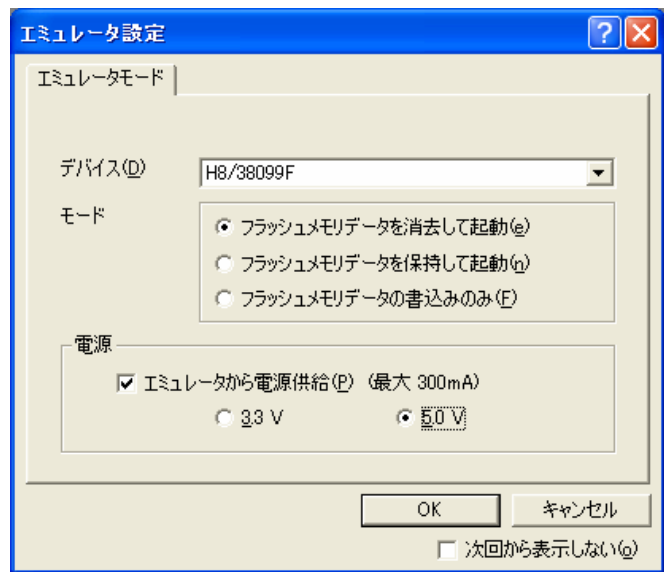 エミュレータ設定
エミュレータモード
デバイス(D) H8/38099F
モード
フラッシュメモリデータを消去して起動(e)
フラッシュメモリデータを保持して起動(n)
フラッシュメモリデータの書込みのみ(F)
電源
エミュレータから電源供給(P) (最大 300mA)
3.3 V 5.0 V
OK キャンセル
次回から表示しない(o)